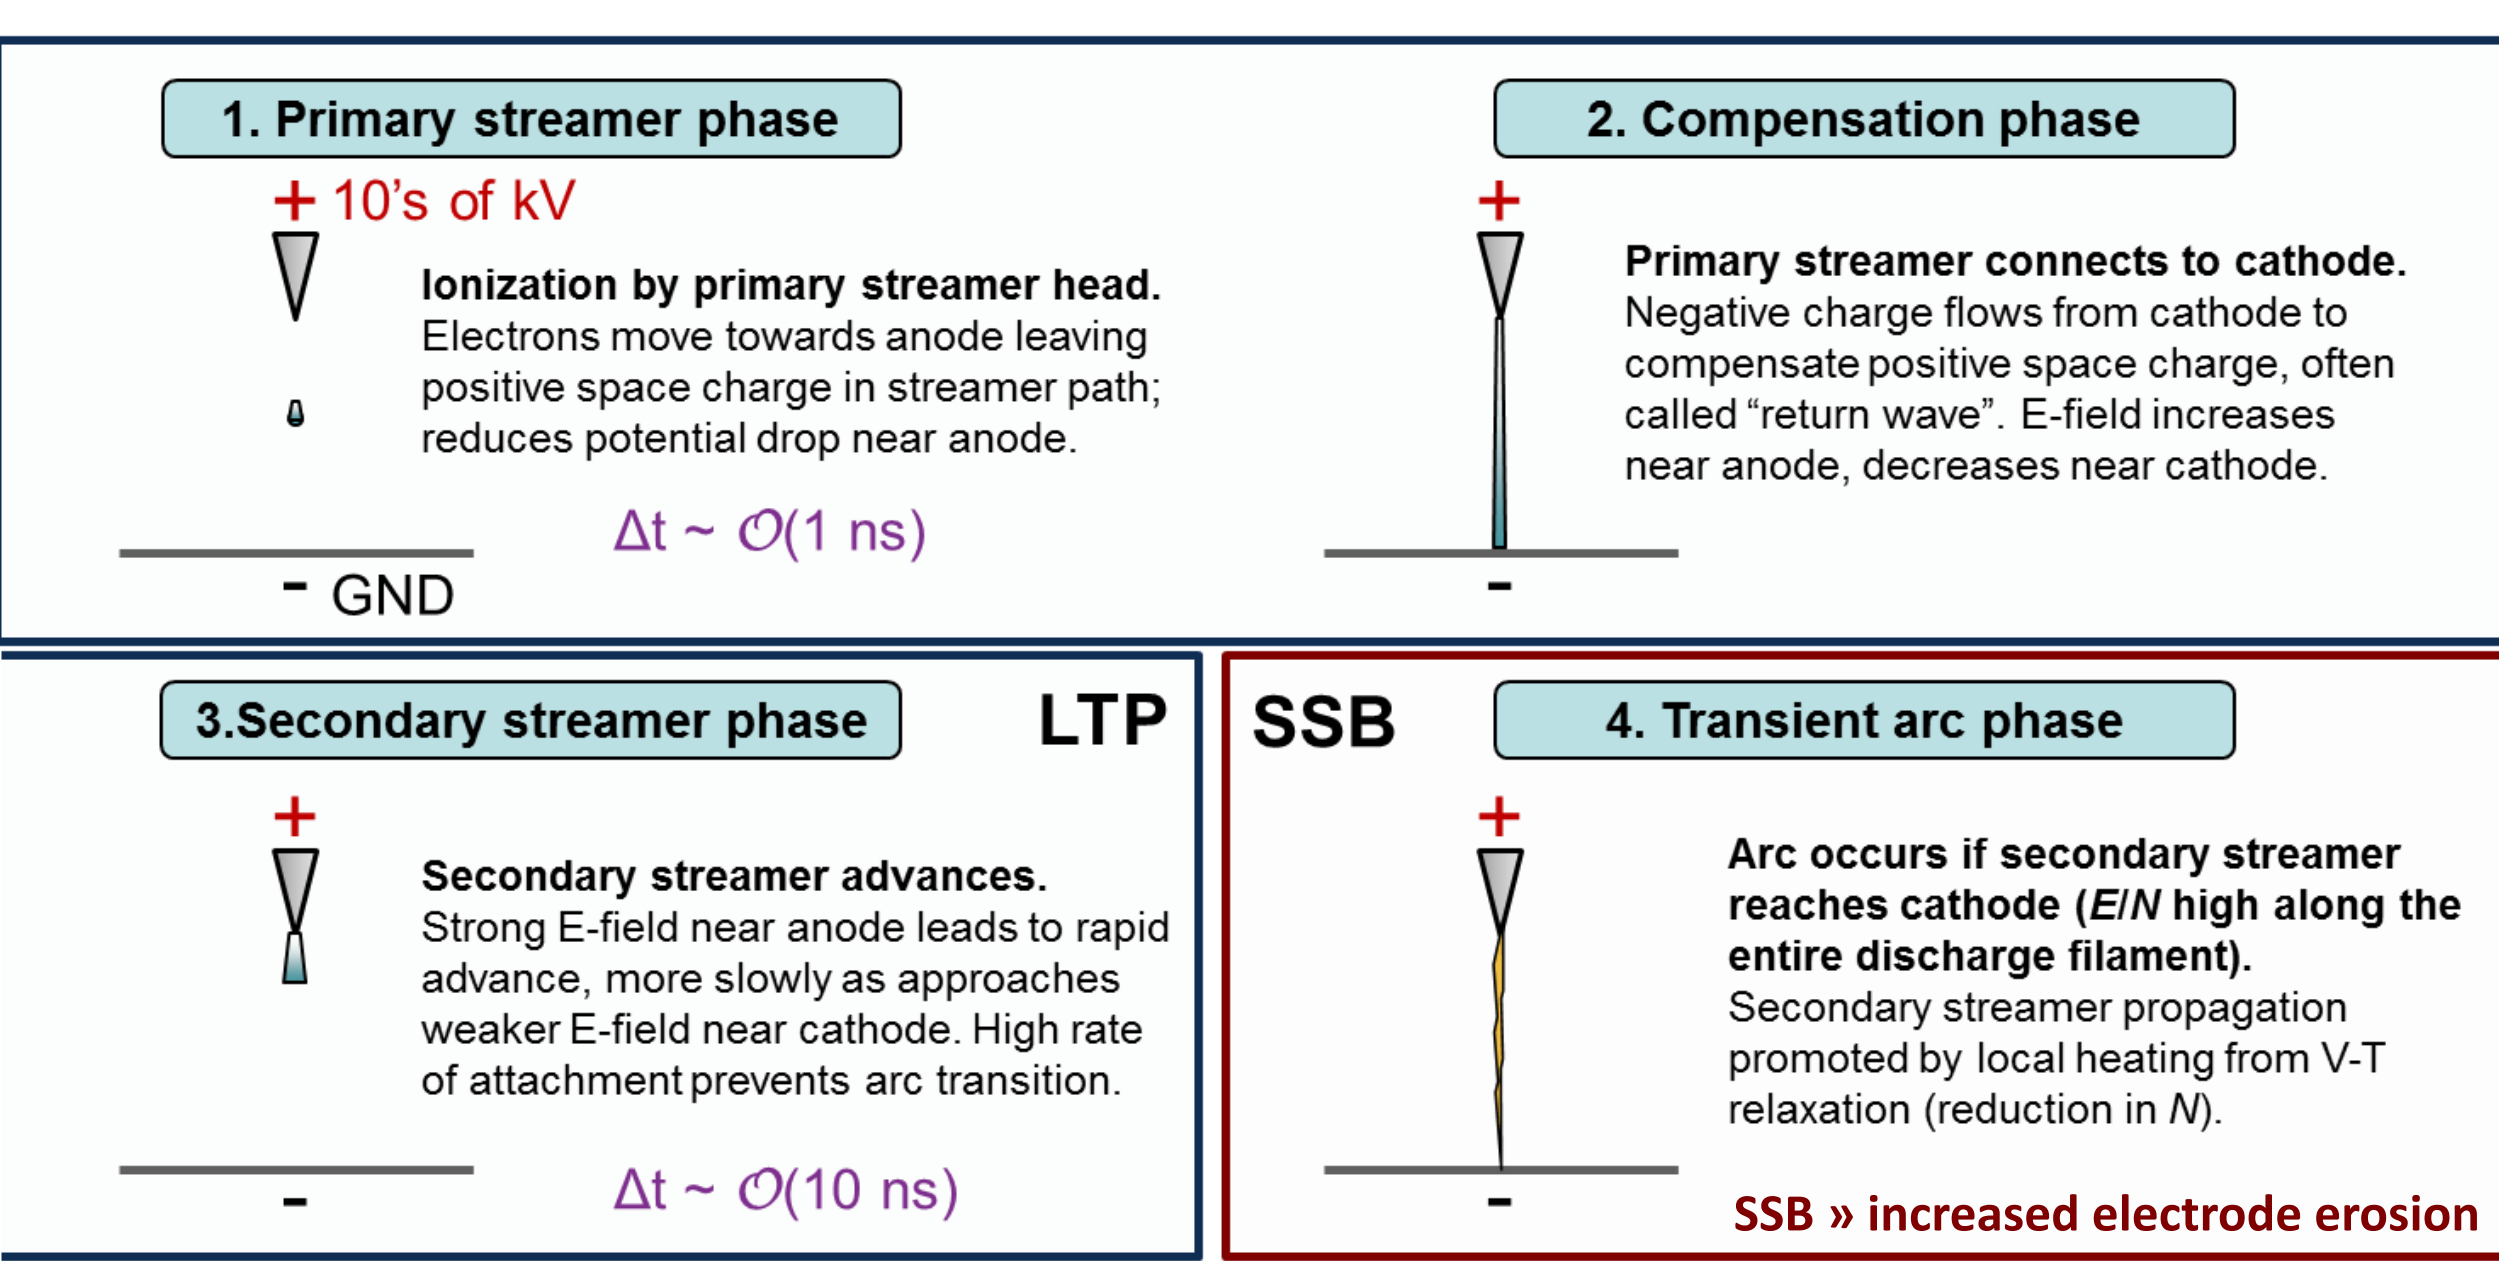 1. Primary streamer phase
+ 10’s of kV
Ionization by primary streamer head.
Electrons move towards anode leaving
positive space charge in streamer path;
reduces potential drop near anode.
Δt ~ 𝒪(1 ns)
- GND
2. Compensation phase
+
Primary streamer connects to cathode.
Negative charge flows from cathode to
compensate positive space charge, often
called “return wave”. E-field increases
near anode, decreases near cathode.
-
3.Secondary streamer phase
LTP
+
Secondary streamer advances.
Strong E-field near anode leads to rapid
advance, more slowly as approaches
weaker E-field near cathode. High rate
of attachment prevents arc transition.
Δt ~ 𝒪(10 ns)
-
SSB
4. Transient arc phase
+
Arc occurs if secondary streamer
reaches cathode (E/N high along the
entire discharge filament).
Secondary streamer propagation
promoted by local heating from V-T
relaxation (reduction in N).
-
SSB » increased electrode erosion